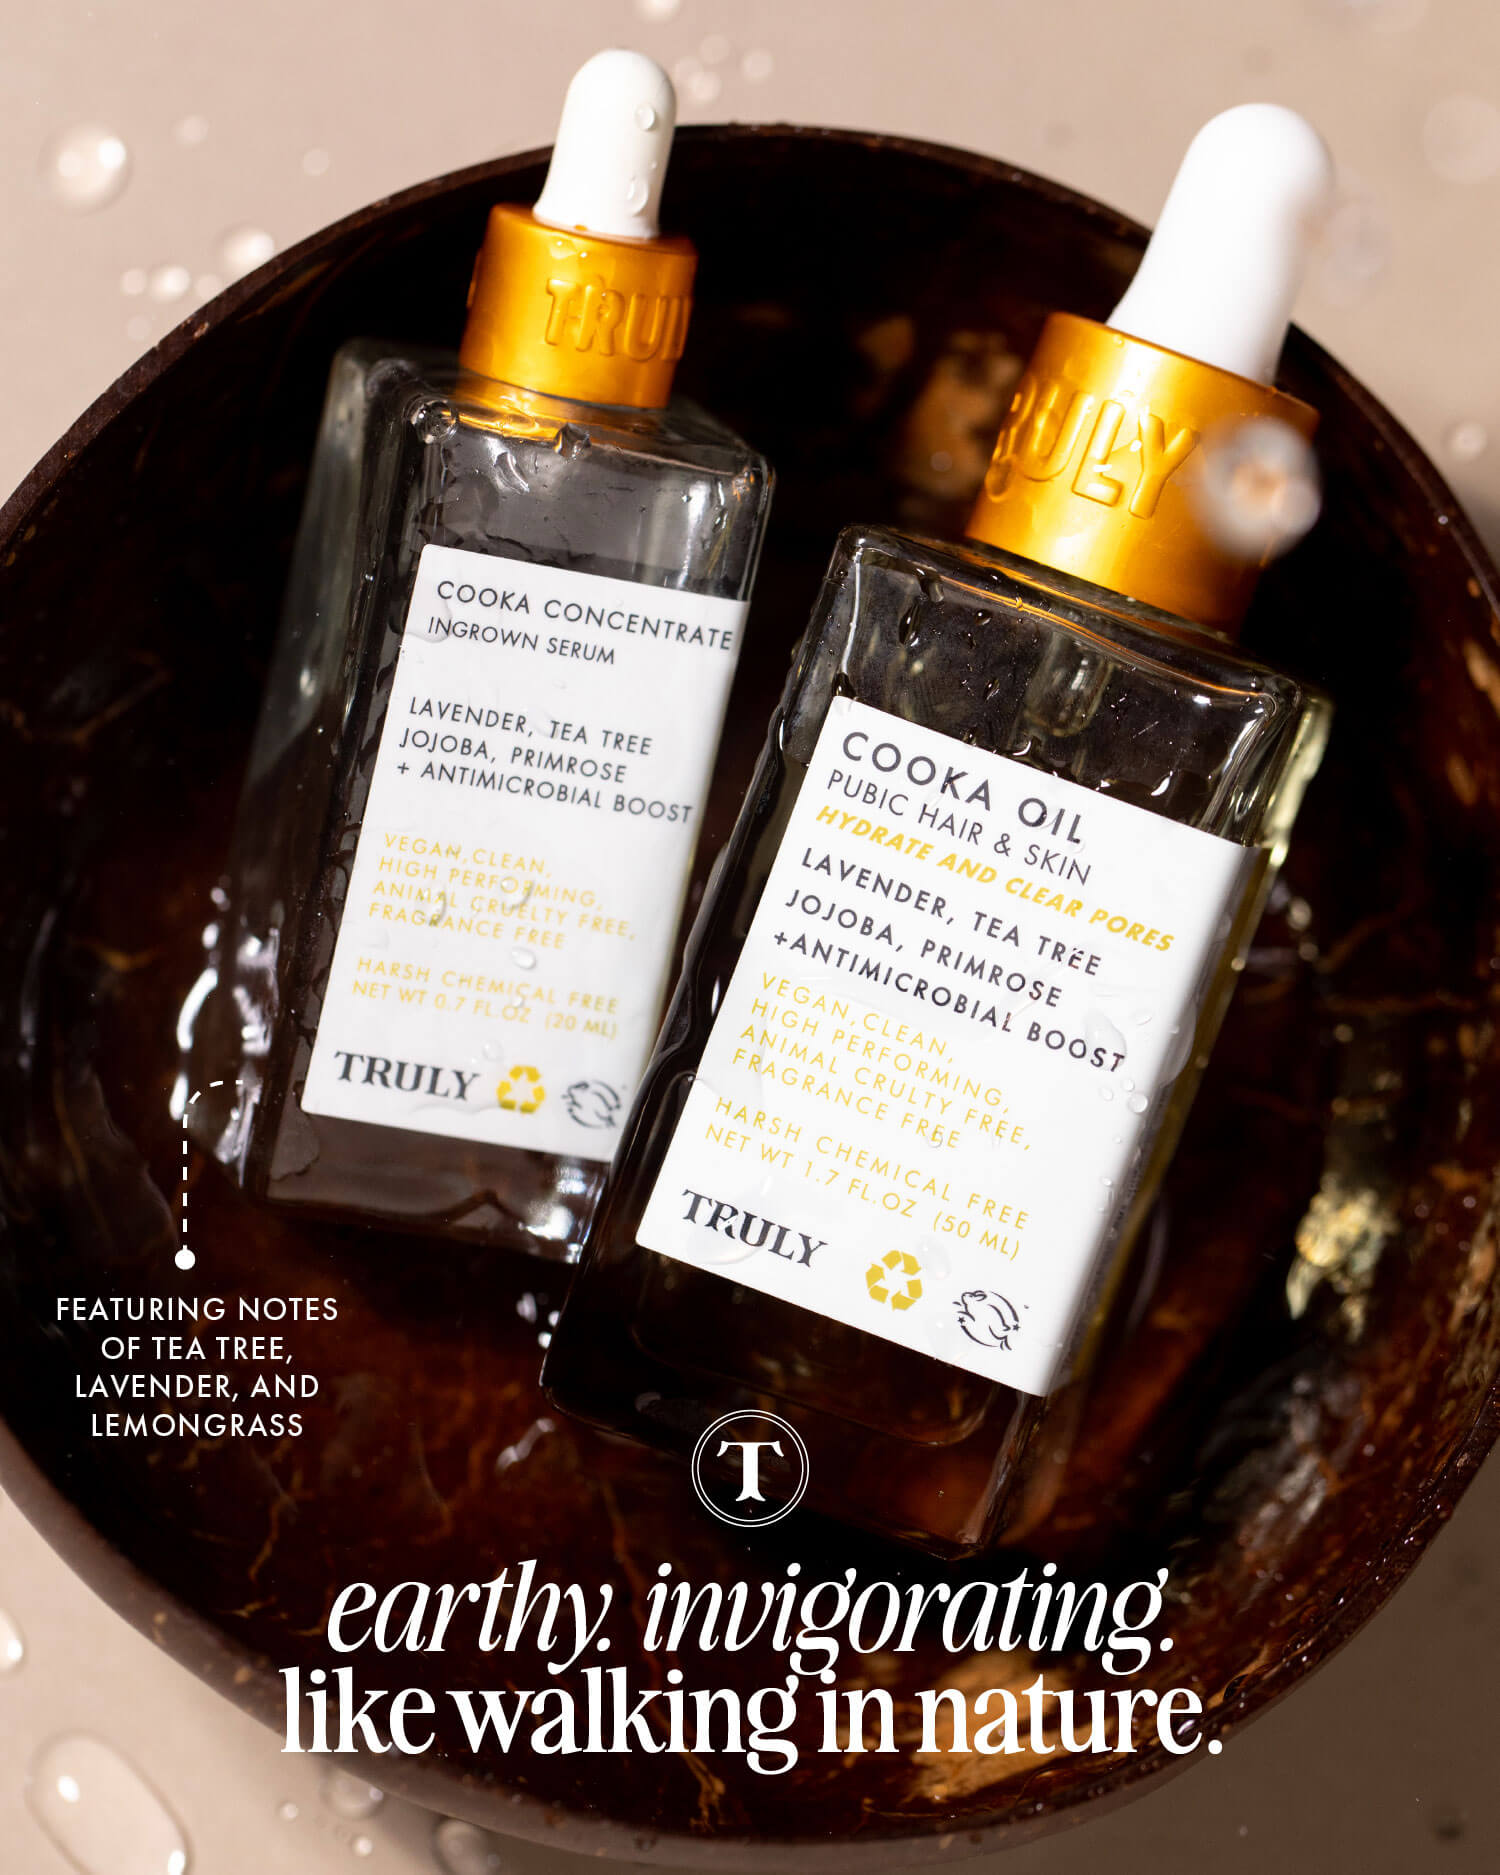 TRUL
COOKA CONCENTRATE
INGROWN SERUM
LAVENDER, TEA TREE
JOJOBA, PRIMROSE
+ ANTIMICROBIAL BOOST
VEGAN, CLEAN,
HIGH PERFORMING,
ANIMAL CRUELTY FREE,
FRAGRANCE FREE
HARSH CHEMICAL FREE
NET WT 0.7 FL.OZ (20 ML)
TRULY
RULY
COOKA OIL
PUBIC HAIR & SKIN
HYDRATE AND CLEAR PORES
LAVENDER, TEA TREE
JOJOBA, PRIMROSE
+ANTIMICROBIAL BOOST
VEGAN, CLEAN,
HIGH PERFORMING,
ANIMAL CRULTY FREE,
FRAGRANCE FREE
HARSH CHEMICAL FREE
NET WT 1.7 FL.OZ (50 ML)
TRULY
FEATURING NOTES
OF TEA TREE,
LAVENDER, AND
LEMONGRASS
T
earthy. invigorating.
like walking in nature.